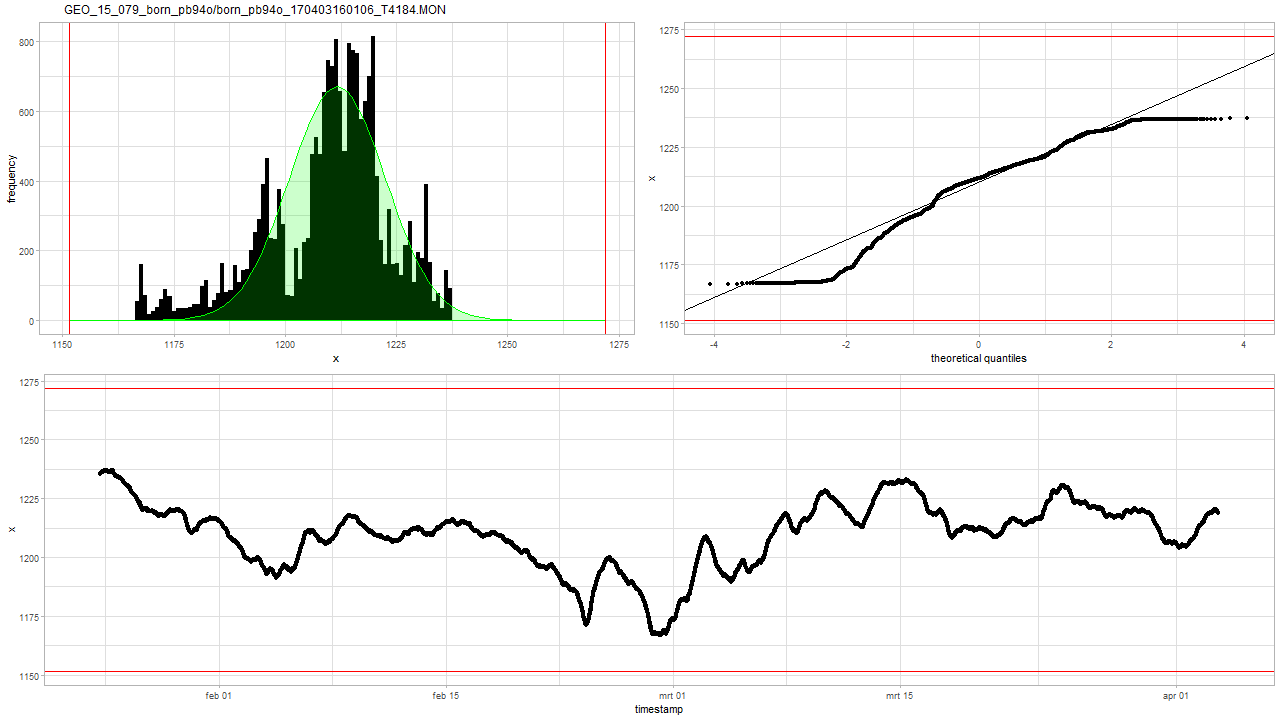 GEO_15_079_born_pb94o/born_pb94o_170403160106_T4184.MON
800
600
400
200
0
frequency
1150 1175 1200 1225 1250 1275
x
1275
1250
1225
1200
1175
1150
x
-4 -2 0 2 4
theoretical quantiles
1275
1250
1225
1200
1175
1150
x
feb 01 feb 15 mrt 01 mrt 15 apr 01
timestamp